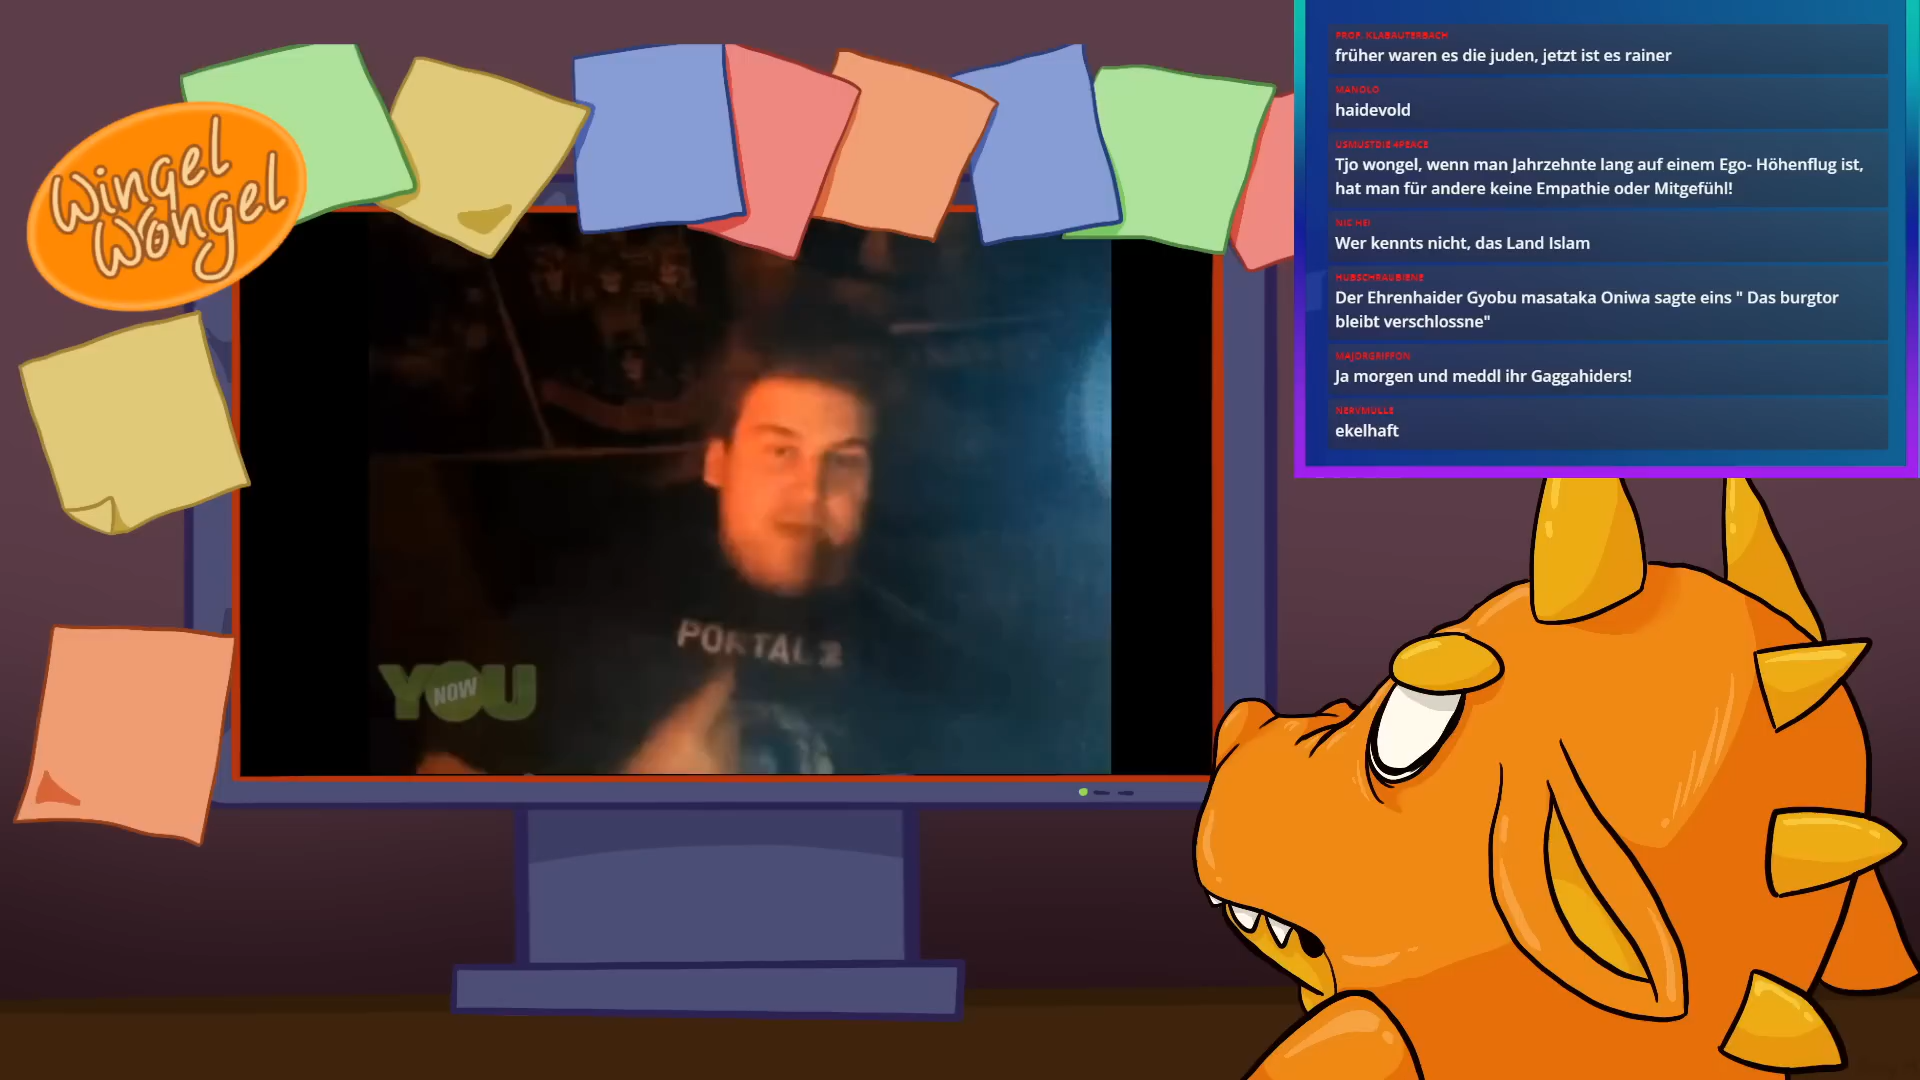 Wingel
Wongel
PORTAL 2
YOU
NOW
PROF. KLABAUTERBACH
früher waren es die juden, jetzt ist es rainer
MANOLO
haidevold
USMUSTDIE 4PEACE
Tjo wongel, wenn man Jahrzehnte lang auf einem Ego- Höhenflug ist,
hat man für andere keine Empathie oder Mitgefühl!
NIC HEI
Wer kennts nicht, das Land Islam
HUBSCHRAUBIENE
Der Ehrenhaider Gyobu masataka Oniwa sagte eins " Das burgtor
bleibt verschlossne"
MAJORGRIFFON
Ja morgen und meddl ihr Gaggahiders!
NERVMULLE
ekelhaft